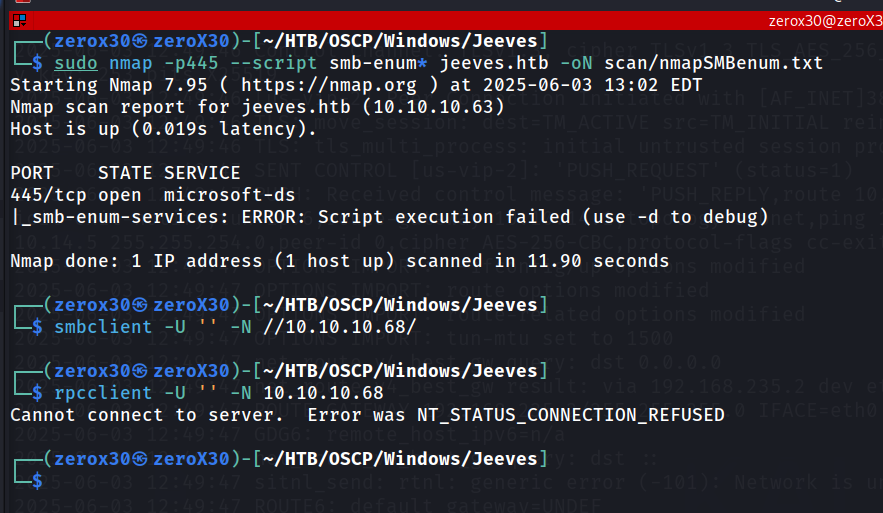 zerox30@zeroX3
┌──(zerox30㉿ zeroX30)-[~/HTB/OSCP/Windows/Jeeves]
└─$ sudo nmap -p445 --script smb-enum* jeeves.htb -oN scan/nmapSMBenum.txt
Starting Nmap 7.95 ( https://nmap.org ) at 2025-06-03 13:02 EDT
Nmap scan report for jeeves.htb (10.10.10.63)
Host is up (0.019s latency).
PORT    STATE SERVICE
445/tcp open  microsoft-ds
|_smb-enum-services: ERROR: Script execution failed (use -d to debug)
Nmap done: 1 IP address (1 host up) scanned in 11.90 seconds
┌──(zerox30㉿ zeroX30)-[~/HTB/OSCP/Windows/Jeeves]
└─$ smbclient -U '' -N //10.10.10.68/
┌──(zerox30㉿ zeroX30)-[~/HTB/OSCP/Windows/Jeeves]
└─$ rpcclient -U '' -N 10.10.10.68
Cannot connect to server.  Error was NT_STATUS_CONNECTION_REFUSED
┌──(zerox30㉿ zeroX30)-[~/HTB/OSCP/Windows/Jeeves]
└─$